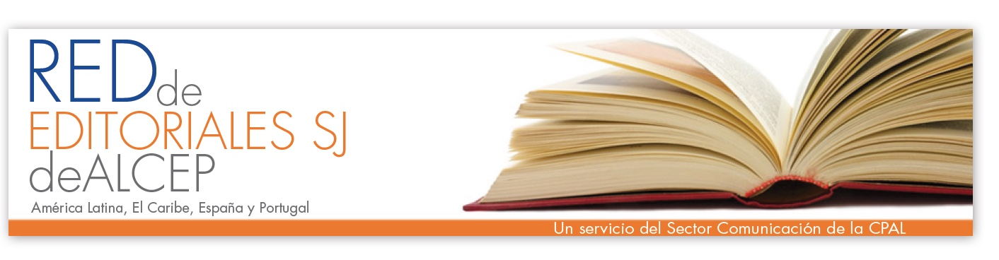 RED de
EDITORIALES SJ
deALCEP
América Latina, El Caribe, España y Portugal
Un servicio del Sector Comunicación de la CPAL